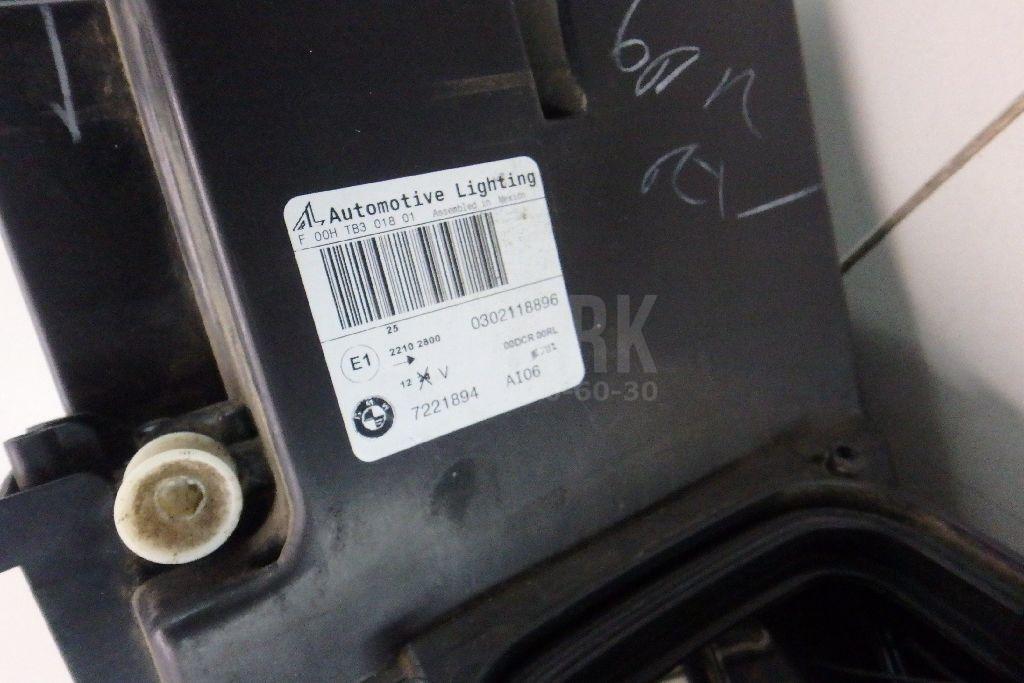 AL Automotive Lighting
Assembled in Mexico
F 00H TB3 018 01
25
0302118896
E1
2210 2800
00DCR 00RL
12 V
7221894 AI06
RK
-60-30